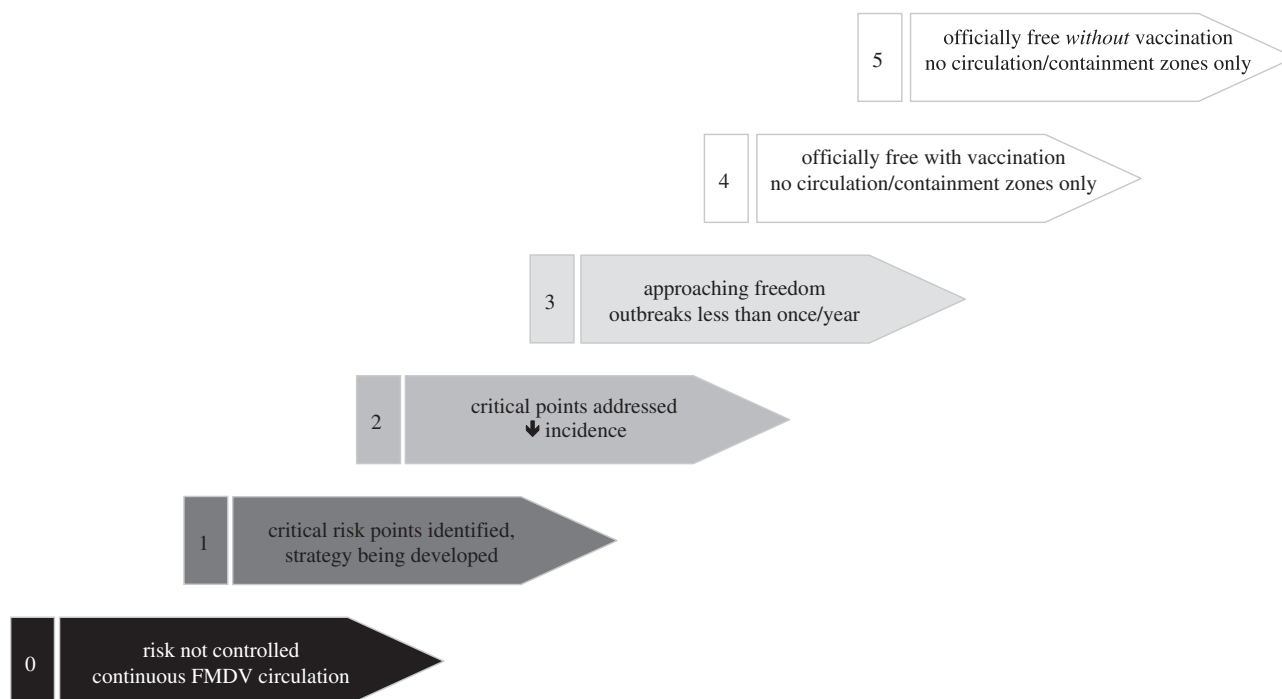 5
officially free without vaccination
no circulation/containment zones only
4
officially free with vaccination
no circulation/containment zones only
3
approaching freedom
outbreaks less than once/year
2
critical points addressed
🡻 incidence
1
critical risk points identified,
strategy being developed
0
risk not controlled
continuous FMDV circulation